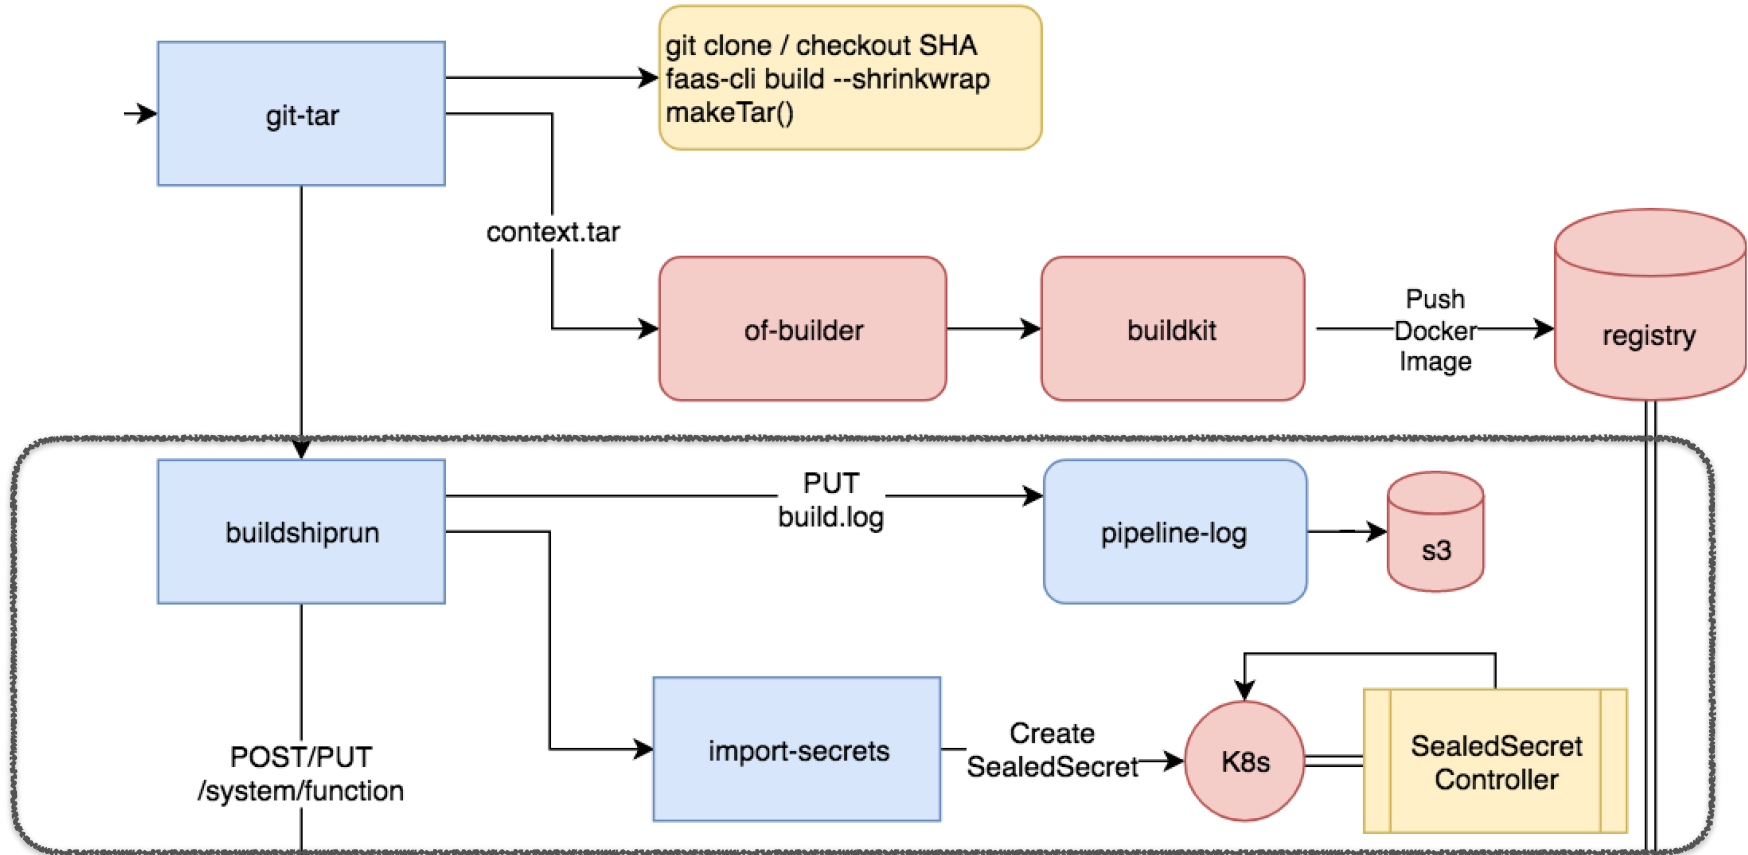 git clone / checkout SHA
faas-cli build --shrinkwrap
makeTar()
git-tar
context.tar
of-builder
buildkit
Push
Docker
Image
registry
buildshiprun
PUT
build.log
pipeline-log
s3
import-secrets
Create
SealedSecret
K8s
SealedSecret
Controller
POST/PUT
/system/function